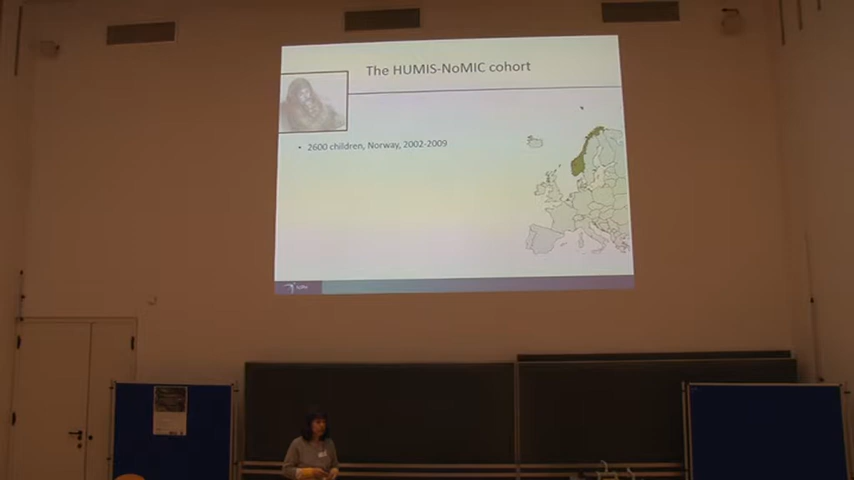 The HUMIS-NoMIC cohort
• 2600 children, Norway, 2002-2009